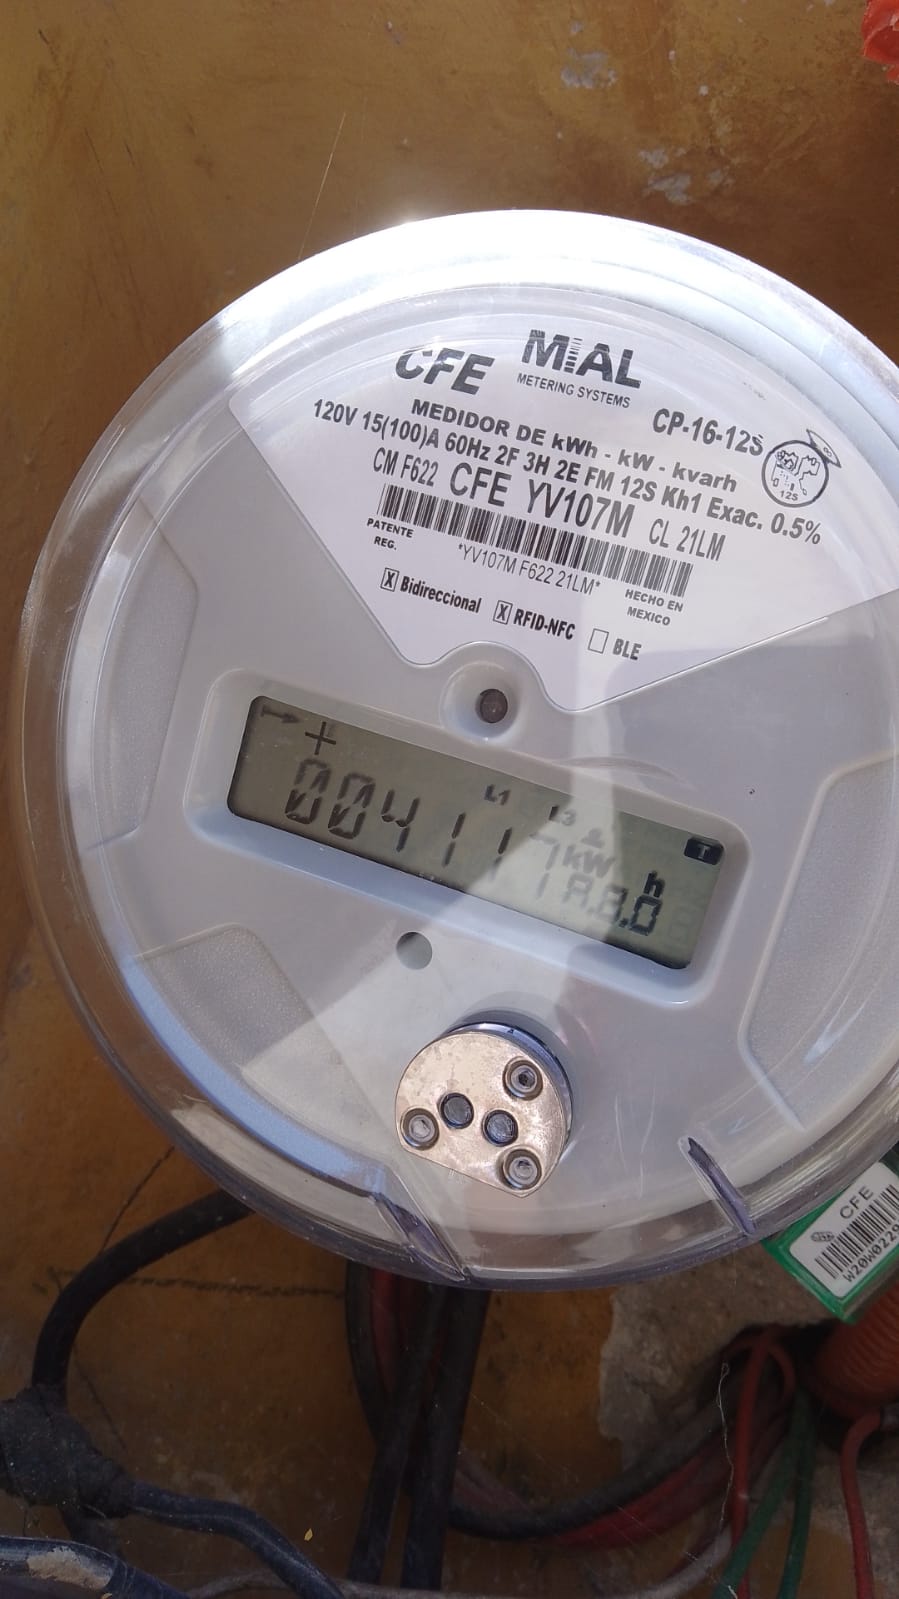 CFE
MIAL
METERING SYSTEMS
CP-16-12S
MEDIDOR DE kWh - kW - kvarh
120V 15(100)A 60Hz 2F 3H 2E FM 12S Kh1 Exac. 0.5%
CM F622 CFE YV107M CL 21LM
PATENTE
REG.
*YV107M F622 21LM*
HECHO EN
MEXICO
X Bidireccional X RFID-NFC BLE
12S
+
L1 L3
004117
kW h
1A.8.0
T
CFE